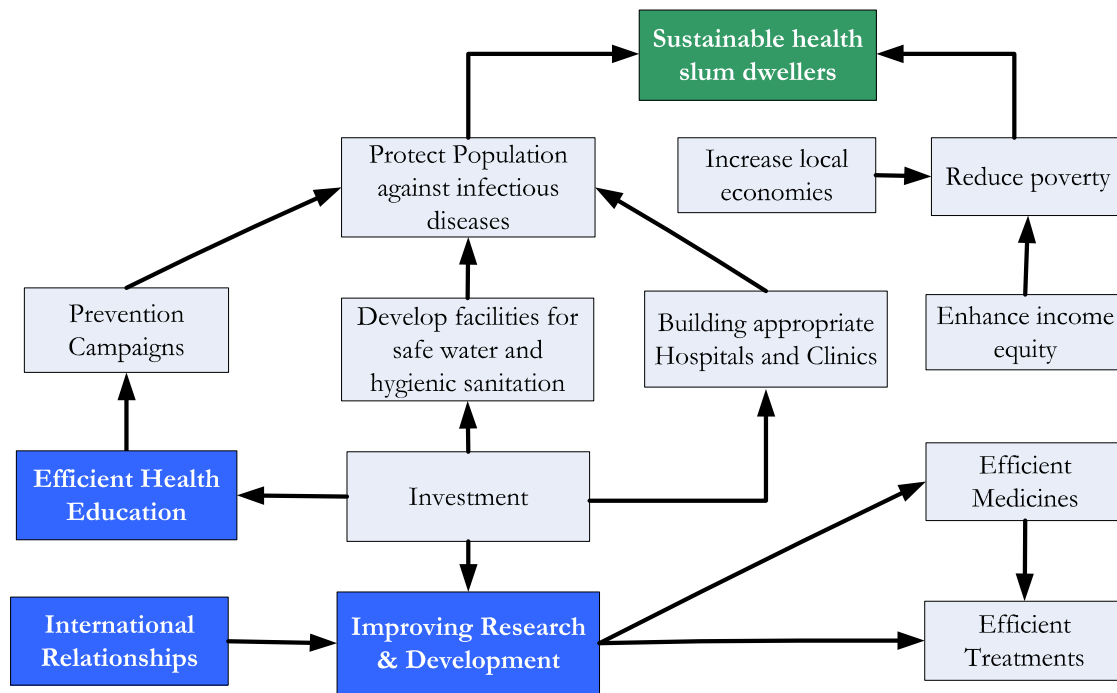 Sustainable health
slum dwellers
Protect Population
against infectious
diseases
Increase local
economies
Reduce poverty
Prevention
Campaigns
Develop facilities for
safe water and
hygienic sanitation
Building appropriate
Hospitals and Clinics
Enhance income
equity
Efficient Health
Education
Investment
Efficient
Medicines
International
Relationships
Improving Research
& Development
Efficient
Treatments